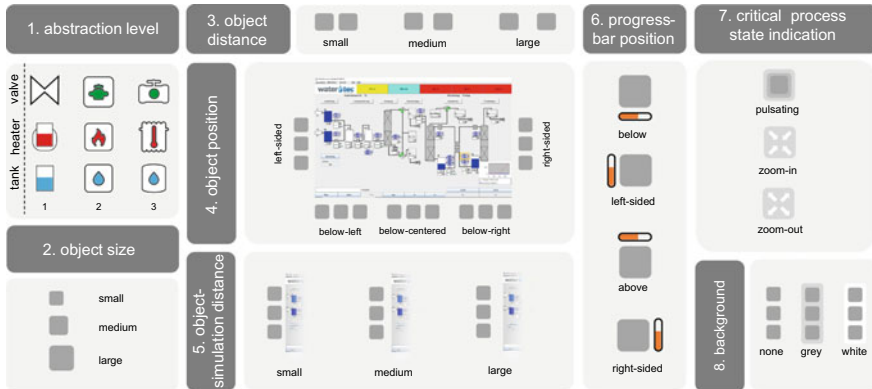 1. abstraction level
valve
heater
tank
1 2 3
2. object size
small
medium
large
3. object
distance
small medium large
4. object position
left-sided
water tec
right-sided
below-left below-centered below-right
5. object-
simulation distance
small medium large
6. progress-
bar position
below
left-sided
above
right-sided
7. critical process
state indication
pulsating
zoom-in
zoom-out
8. background
none grey white